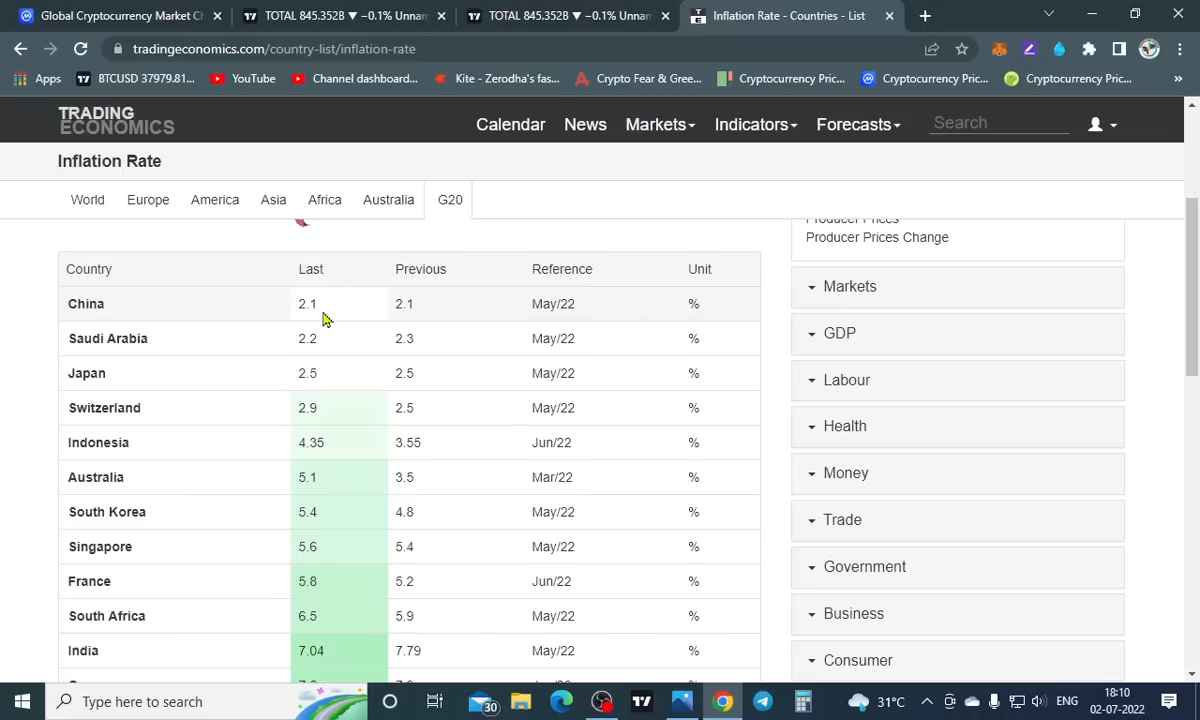 Global Cryptocurrency Market Ch
TOTAL 845.352B ▼ −0.1% Unnam
TOTAL 845.352B ▼ −0.1% Unnam
Inflation Rate - Countries - List
tradingeconomics.com/country-list/inflation-rate
Apps
BTCUSD 37979.81...
YouTube
Channel dashboard...
Kite - Zerodha's fas...
Crypto Fear & Gree...
Cryptocurrency Pric...
Cryptocurrency Pric...
Cryptocurrency Pric...
»
TRADING
ECONOMICS
Calendar News Markets Indicators Forecasts Search
Inflation Rate
World Europe America Asia Africa Australia G20
Producer Prices
Producer Prices Change
Country Last Previous Reference Unit
China 2.1 2.1 May/22 %
Saudi Arabia 2.2 2.3 May/22 %
Japan 2.5 2.5 May/22 %
Switzerland 2.9 2.5 May/22 %
Indonesia 4.35 3.55 Jun/22 %
Australia 5.1 3.5 Mar/22 %
South Korea 5.4 4.8 May/22 %
Singapore 5.6 5.4 May/22 %
France 5.8 5.2 Jun/22 %
South Africa 6.5 5.9 May/22 %
India 7.04 7.79 May/22 %
Markets
GDP
Labour
Health
Money
Trade
Government
Business
Consumer
Type here to search
30
31°C
ENG
18:10
02-07-2022